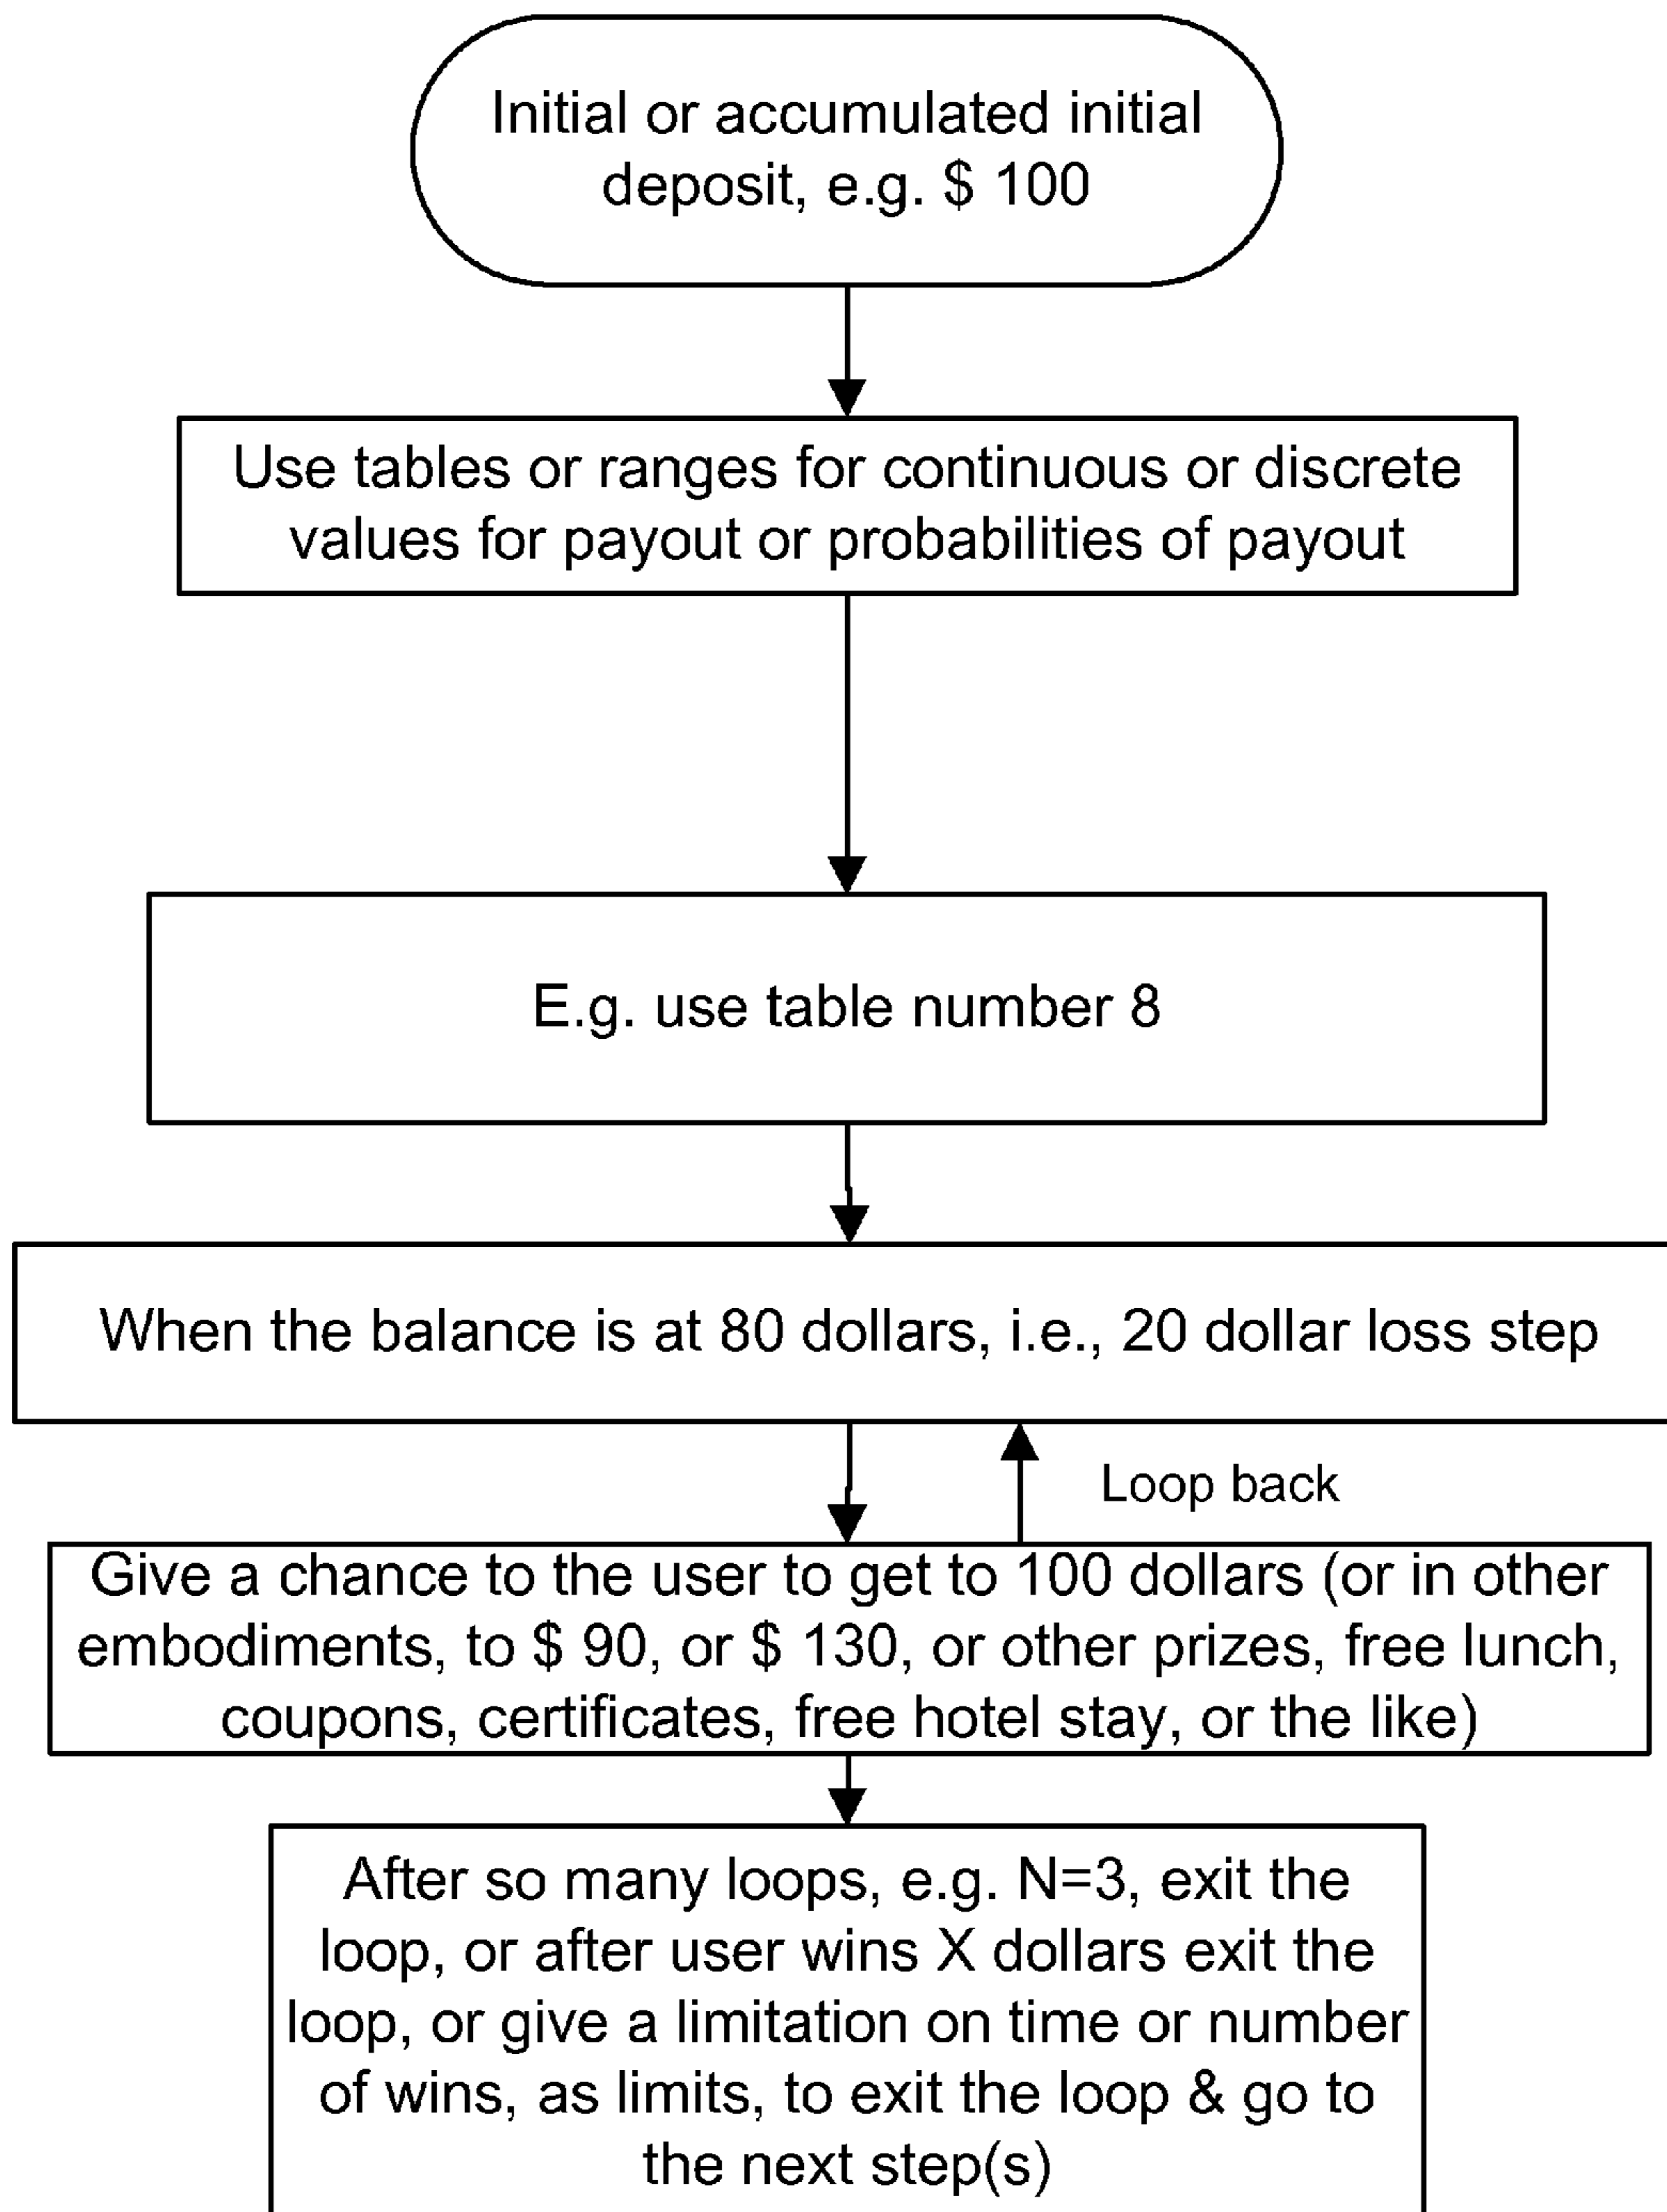 Initial or accumulated initial
deposit, e.g. $ 100
Use tables or ranges for continuous or discrete
values for payout or probabilities of payout
E.g. use table number 8
When the balance is at 80 dollars, i.e., 20 dollar loss step
Loop back
Give a chance to the user to get to 100 dollars (or in other
embodiments, to $ 90, or $ 130, or other prizes, free lunch,
coupons, certificates, free hotel stay, or the like)
After so many loops, e.g. N=3, exit the
loop, or after user wins X dollars exit the
loop, or give a limitation on time or number
of wins, as limits, to exit the loop & go to
the next step(s)